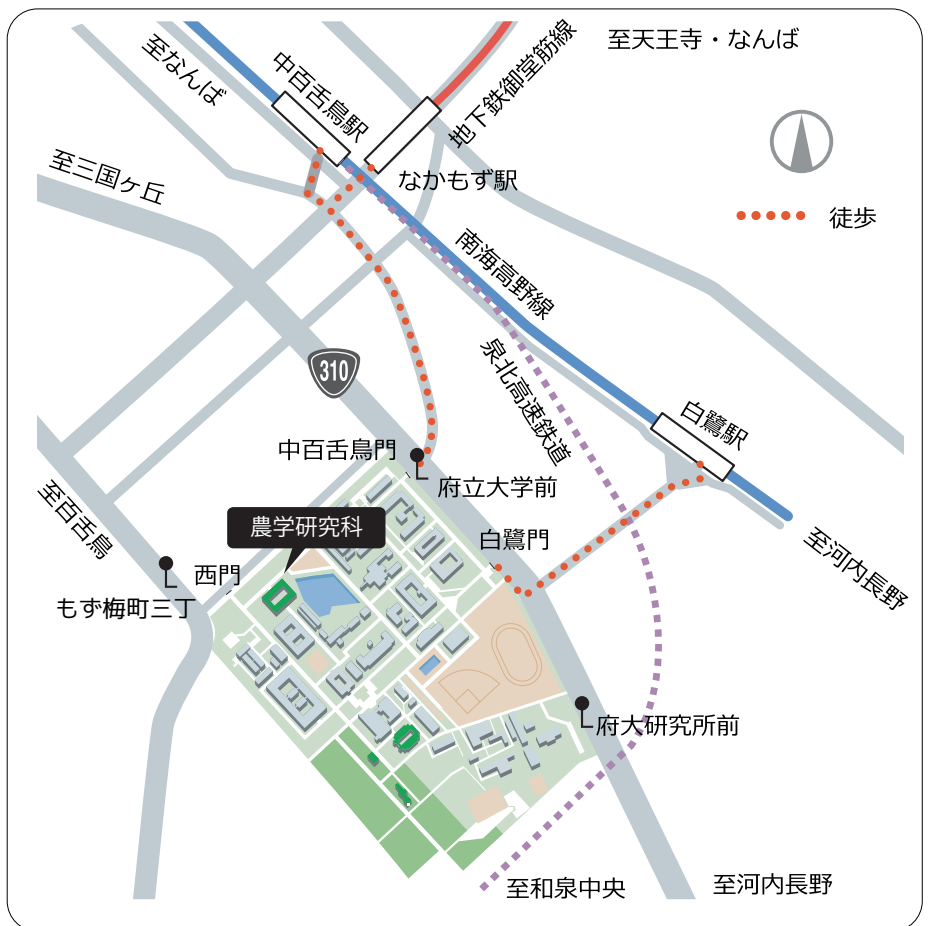 至天王寺・なんば
至なんば
中百舌鳥駅
地下鉄御堂筋線
なかもず駅
至三国ヶ丘
徒歩
南海高野線
310
泉北高速鉄道
白鷺駅
中百舌鳥門
府立大学前
至百舌鳥
農学研究科
白鷺門
至河内長野
西門
もず梅町三丁
府大研究所前
至和泉中央
至河内長野